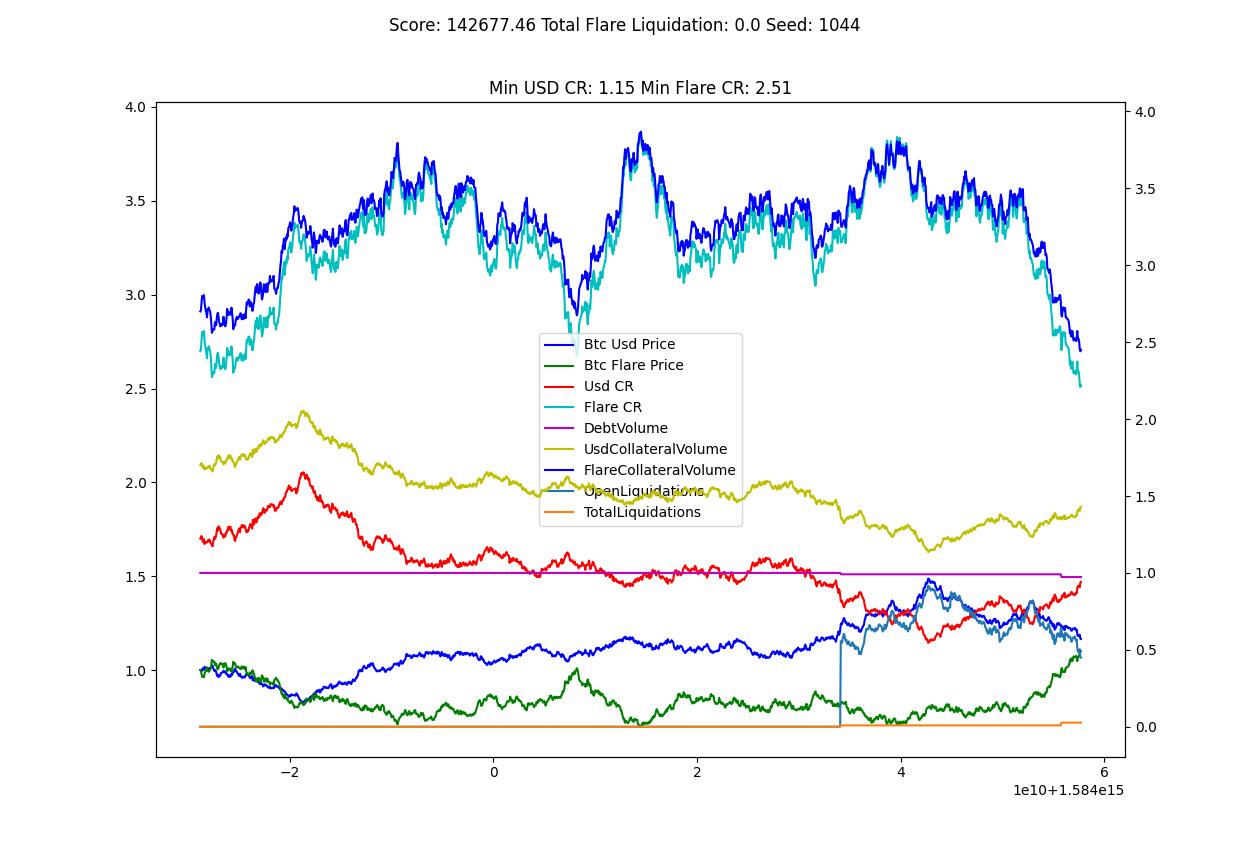 Score: 142677.46 Total Flare Liquidation: 0.0 Seed: 1044
Min USD CR: 1.15 Min Flare CR: 2.51
4.0
3.5
3.0
2.5
2.0
1.5
1.0
4.0
3.5
3.0
2.5
2.0
1.5
1.0
0.5
0.0
Btc Usd Price
Btc Flare Price
Usd CR
Flare CR
DebtVolume
UsdCollateralVolume
FlareCollateralVolume
OpenLiquidations
TotalLiquidations
−2 0 2 4 6
1e10+1.584e15